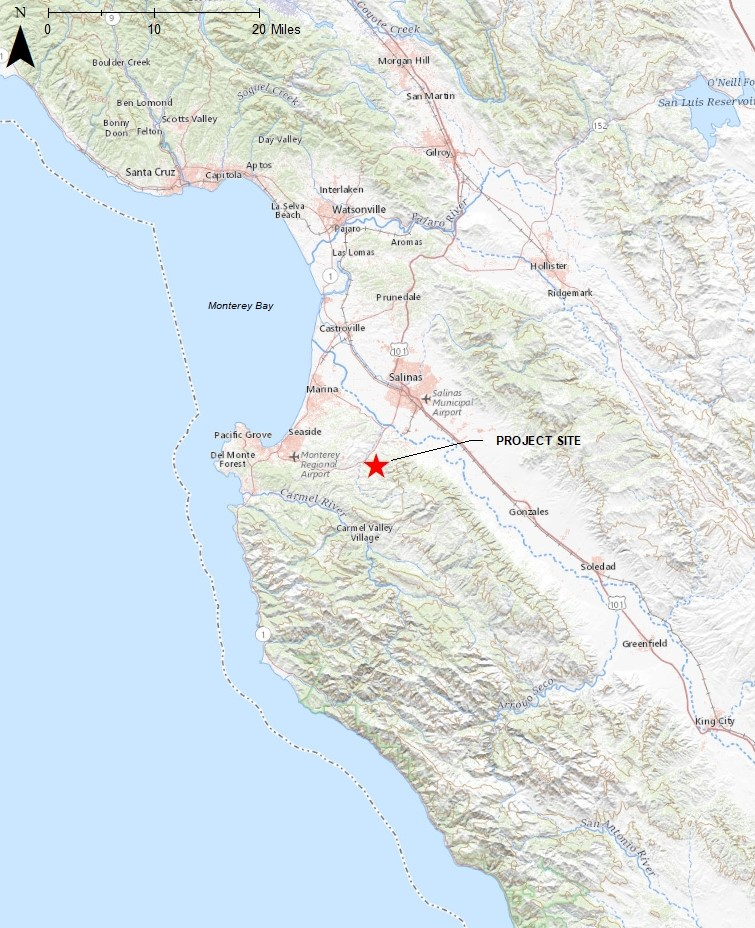 N
0 10 20 Miles
9
Coyote Creek
1
Boulder Creek
Morgan Hill
O'Neill Fo
San Luis Reservoi
Ben Lomond
San Martin
Soquel Creek
Scotts Valley
Bonny
Doon
Felton
152
Day Valley
Gilroy
Santa Cruz
Aptos
Capitola
Interlaken
La Selva
Beach
Watsonville
Pajaro River
Pajaro
Aromas
Las Lomas
Hollister
1
Ridgemark
Prunedale
Monterey Bay
Castroville
101
Salinas
Marina
Salinas
Municipal
Airport
Pacific Grove
Seaside
PROJECT SITE
Del Monte
Forest
Monterey
Regional
Airport
Carmel River
Gonzales
Carmel Valley
Village
Soledad
101
1
Greenfield
Arroyo Seco
King City
San Antonio River